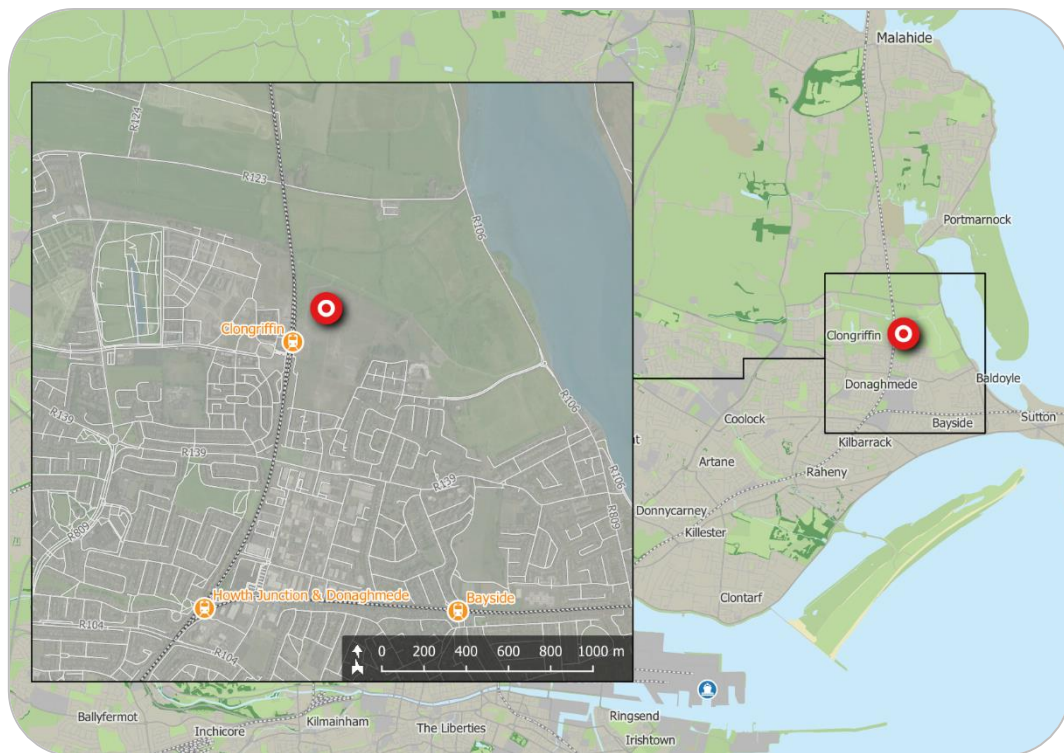 Malahide
R124
R123
R106
Portmarnock
Clongriffin
Clongriffin
Donaghmede
Baldoyle
R106
R139
R139
Coolock
Bayside
Sutton
Kilbarrack
Artane
Raheny
R139
R106
R809
R809
Donnycarney
Killester
Howth Junction & Donaghmede
Bayside
Clontarf
R104
R104
0 200 400 600 800 1000 m
Ballyfermot
Inchicore
Kilmainham
The Liberties
Ringsend
Irishtown